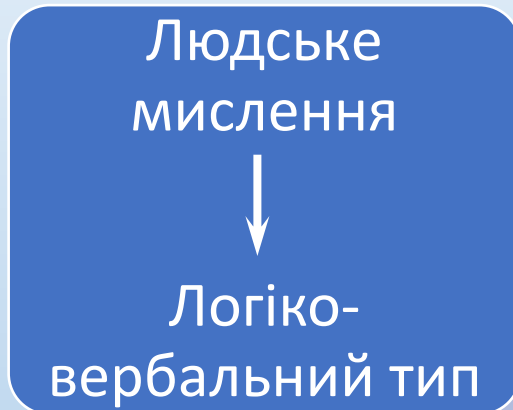 Людське
мислення
Логіко-
вербальний тип